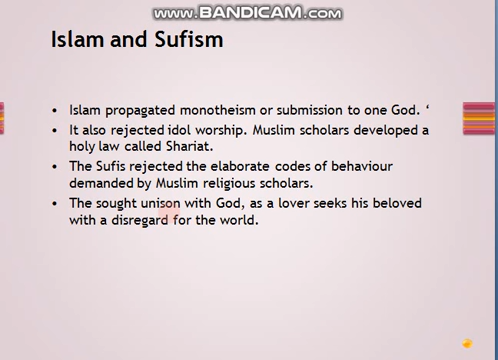 www.BANDICAM.com
Islam and Sufism
• Islam propagated monotheism or submission to one God. ‘
• It also rejected idol worship. Muslim scholars developed a
holy law called Shariat.
• The Sufis rejected the elaborate codes of behaviour
demanded by Muslim religious scholars.
• The sought unison with God, as a lover seeks his beloved
with a disregard for the world.